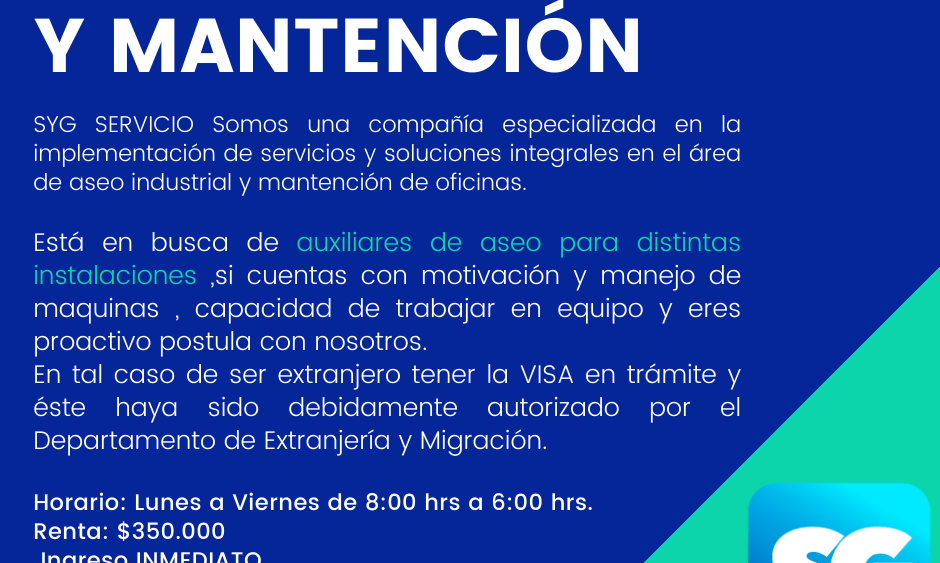 Y MANTENCIÓN
SYG SERVICIO Somos una compañía especializada en la
implementación de servicios y soluciones integrales en el área
de aseo industrial y mantención de oficinas.
Está en busca de auxiliares de aseo para distintas
instalaciones ,si cuentas con motivación y manejo de
maquinas , capacidad de trabajar en equipo y eres
proactivo postula con nosotros.
En tal caso de ser extranjero tener la VISA en trámite y
éste haya sido debidamente autorizado por el
Departamento de Extranjería y Migración.
Horario: Lunes a Viernes de 8:00 hrs a 6:00 hrs.
Renta: $350.000
Ingreso INMEDIATO
SG